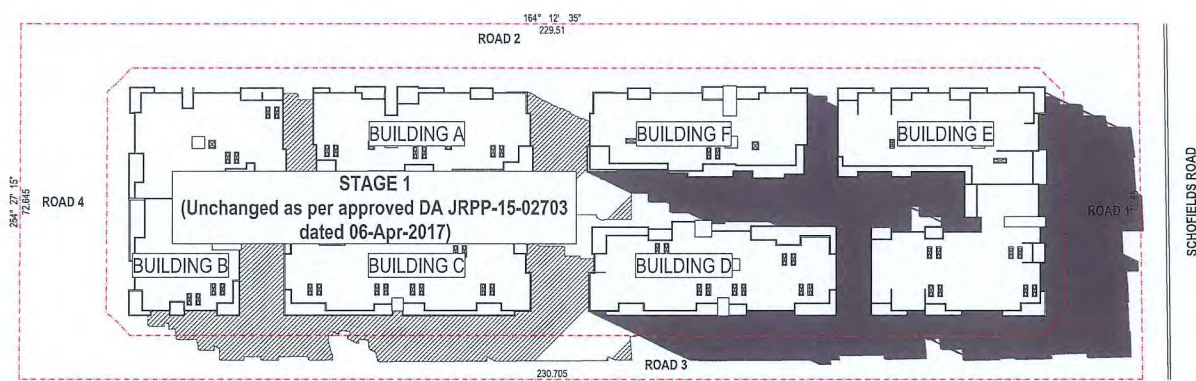 164° 12' 35"
229.51
ROAD 2
BUILDING A
BUILDING F
BUILDING E
STAGE 1
(Unchanged as per approved DA JRPP-15-02703
dated 06-Apr-2017)
264° 27' 15"
72.645
ROAD 4
ROAD 1
SCHOFIELDS ROAD
BUILDING B
BUILDING C
BUILDING D
ROAD 3
230.705